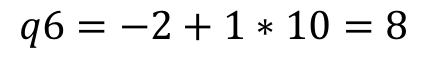 q6 = −2 + 1 ∗ 10 = 8